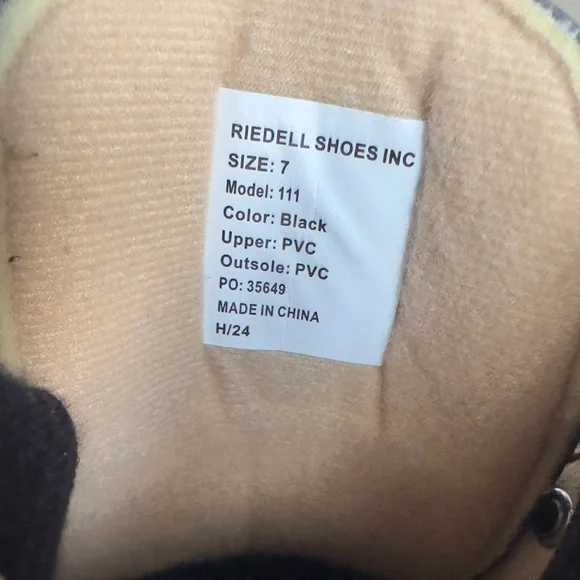 RIEDELL SHOES INC
SIZE: 7
Model: 111
Color: Black
Upper: PVC
Outsole: PVC
PO: 35649
MADE IN CHINA
H/24